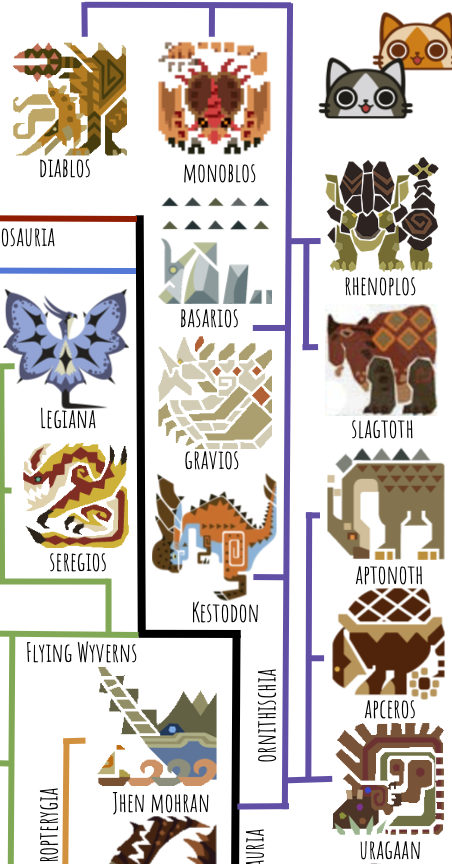 DIABLOS
MONOBLOS
OSAURIA
RHENOPLOS
BASARIOS
LEGIANA
SLAGTOTH
GRAVIOS
SEREGIOS
APTONOTH
KESTODON
FLYING WYVERNS
ORNITHISCHIA
APCEROS
JHEN MOHRAN
ROPTERYGIA
AURIA
URAGAAN